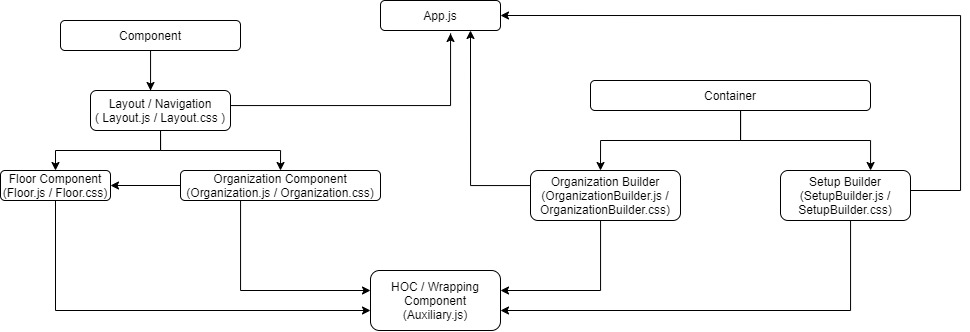 App.js
Component
Layout / Navigation
( Layout.js / Layout.css )
Container
Floor Component
(Floor.js / Floor.css)
Organization Component
(Organization.js / Organization.css)
Organization Builder
(OrganizationBuilder.js /
OrganizationBuilder.css)
Setup Builder
(SetupBuilder.js /
SetupBuilder.css)
HOC / Wrapping
Component
(Auxiliary.js)